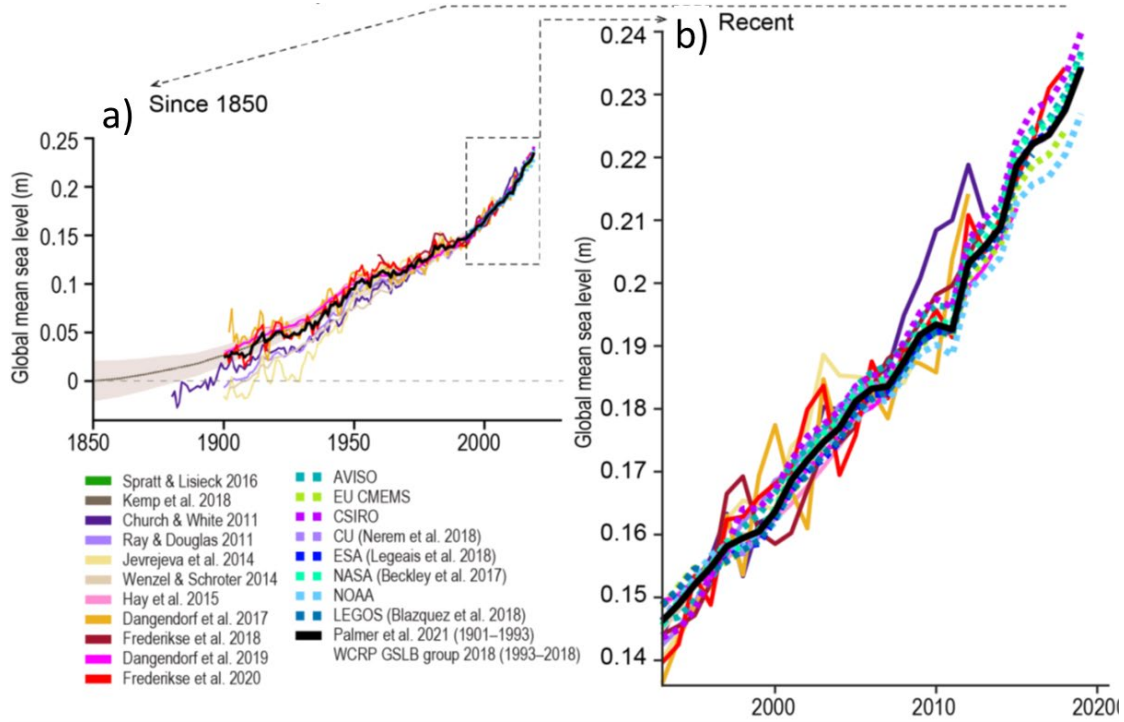 a) Since 1850
Global mean sea level (m)
0.25
0.2
0.15
0.1
0.05
0
1850
1900
1950
2000
Spratt & Lisieck 2016
Kemp et al. 2018
Church & White 2011
Ray & Douglas 2011
Jevrejeva et al. 2014
Wenzel & Schroter 2014
Hay et al. 2015
Dangendorf et al. 2017
Frederikse et al. 2018
Dangendorf et al. 2019
Frederikse et al. 2020
AVISO
EU CMEMS
CSIRO
CU (Nerem et al. 2018)
ESA (Legeais et al. 2018)
NASA (Beckley et al. 2017)
NOAA
LEGOS (Blazquez et al. 2018)
Palmer et al. 2021 (1901–1993)
WCRP GSLB group 2018 (1993–2018)
b) Recent
Global mean sea level (m)
0.24
0.23
0.22
0.21
0.2
0.19
0.18
0.17
0.16
0.15
0.14
2000
2010
2020